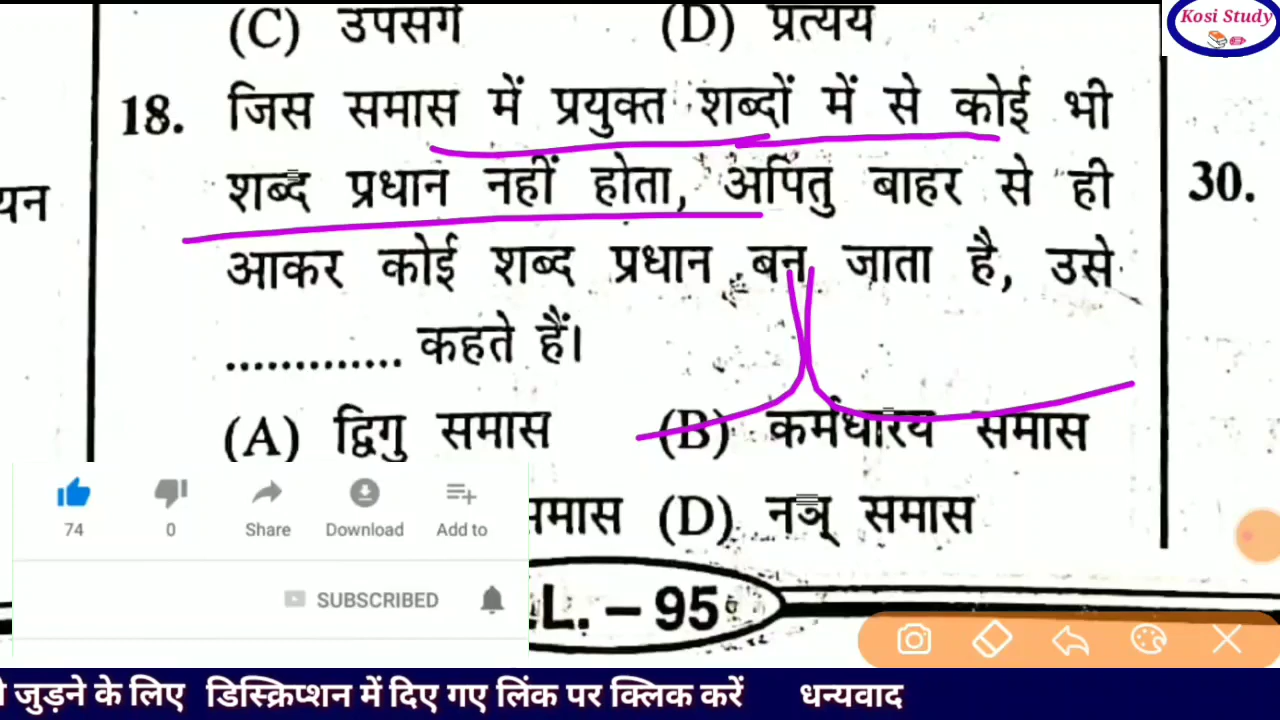 (C) उपसर्ग (D) प्रत्यय
Kosi Study
18. जिस समास में प्रयुक्त शब्दों में से कोई भी
शब्द प्रधान नहीं होता, अपितु बाहर से ही
30.
आकर कोई शब्द प्रधान बन जाता है, उसे
............. कहते हैं।
(A) द्विगु समास (B) कर्मधारय समास
समास (D) नञ् समास
74 0 Share Download Add to
SUBSCRIBED
L. – 95
जुड़ने के लिए डिस्क्रिप्शन में दिए गए लिंक पर क्लिक करें धन्यवाद